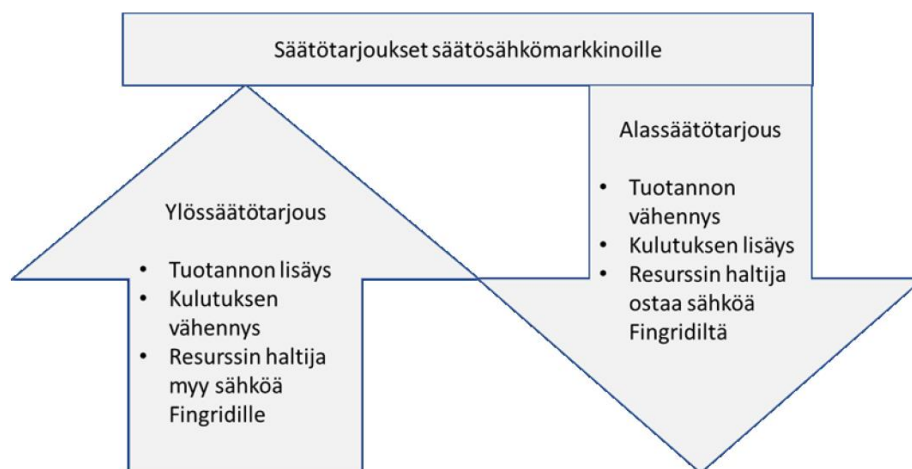 Säätötarjoukset säätösähkömarkkinoille
Ylössäätötarjous
• Tuotannon lisäys
• Kulutuksen
vähennys
• Resurssin haltija
myy sähköä
Fingridille
Alassäätötarjous
• Tuotannon
vähennys
• Kulutuksen lisäys
• Resurssin haltija
ostaa sähköä
Fingridiltä